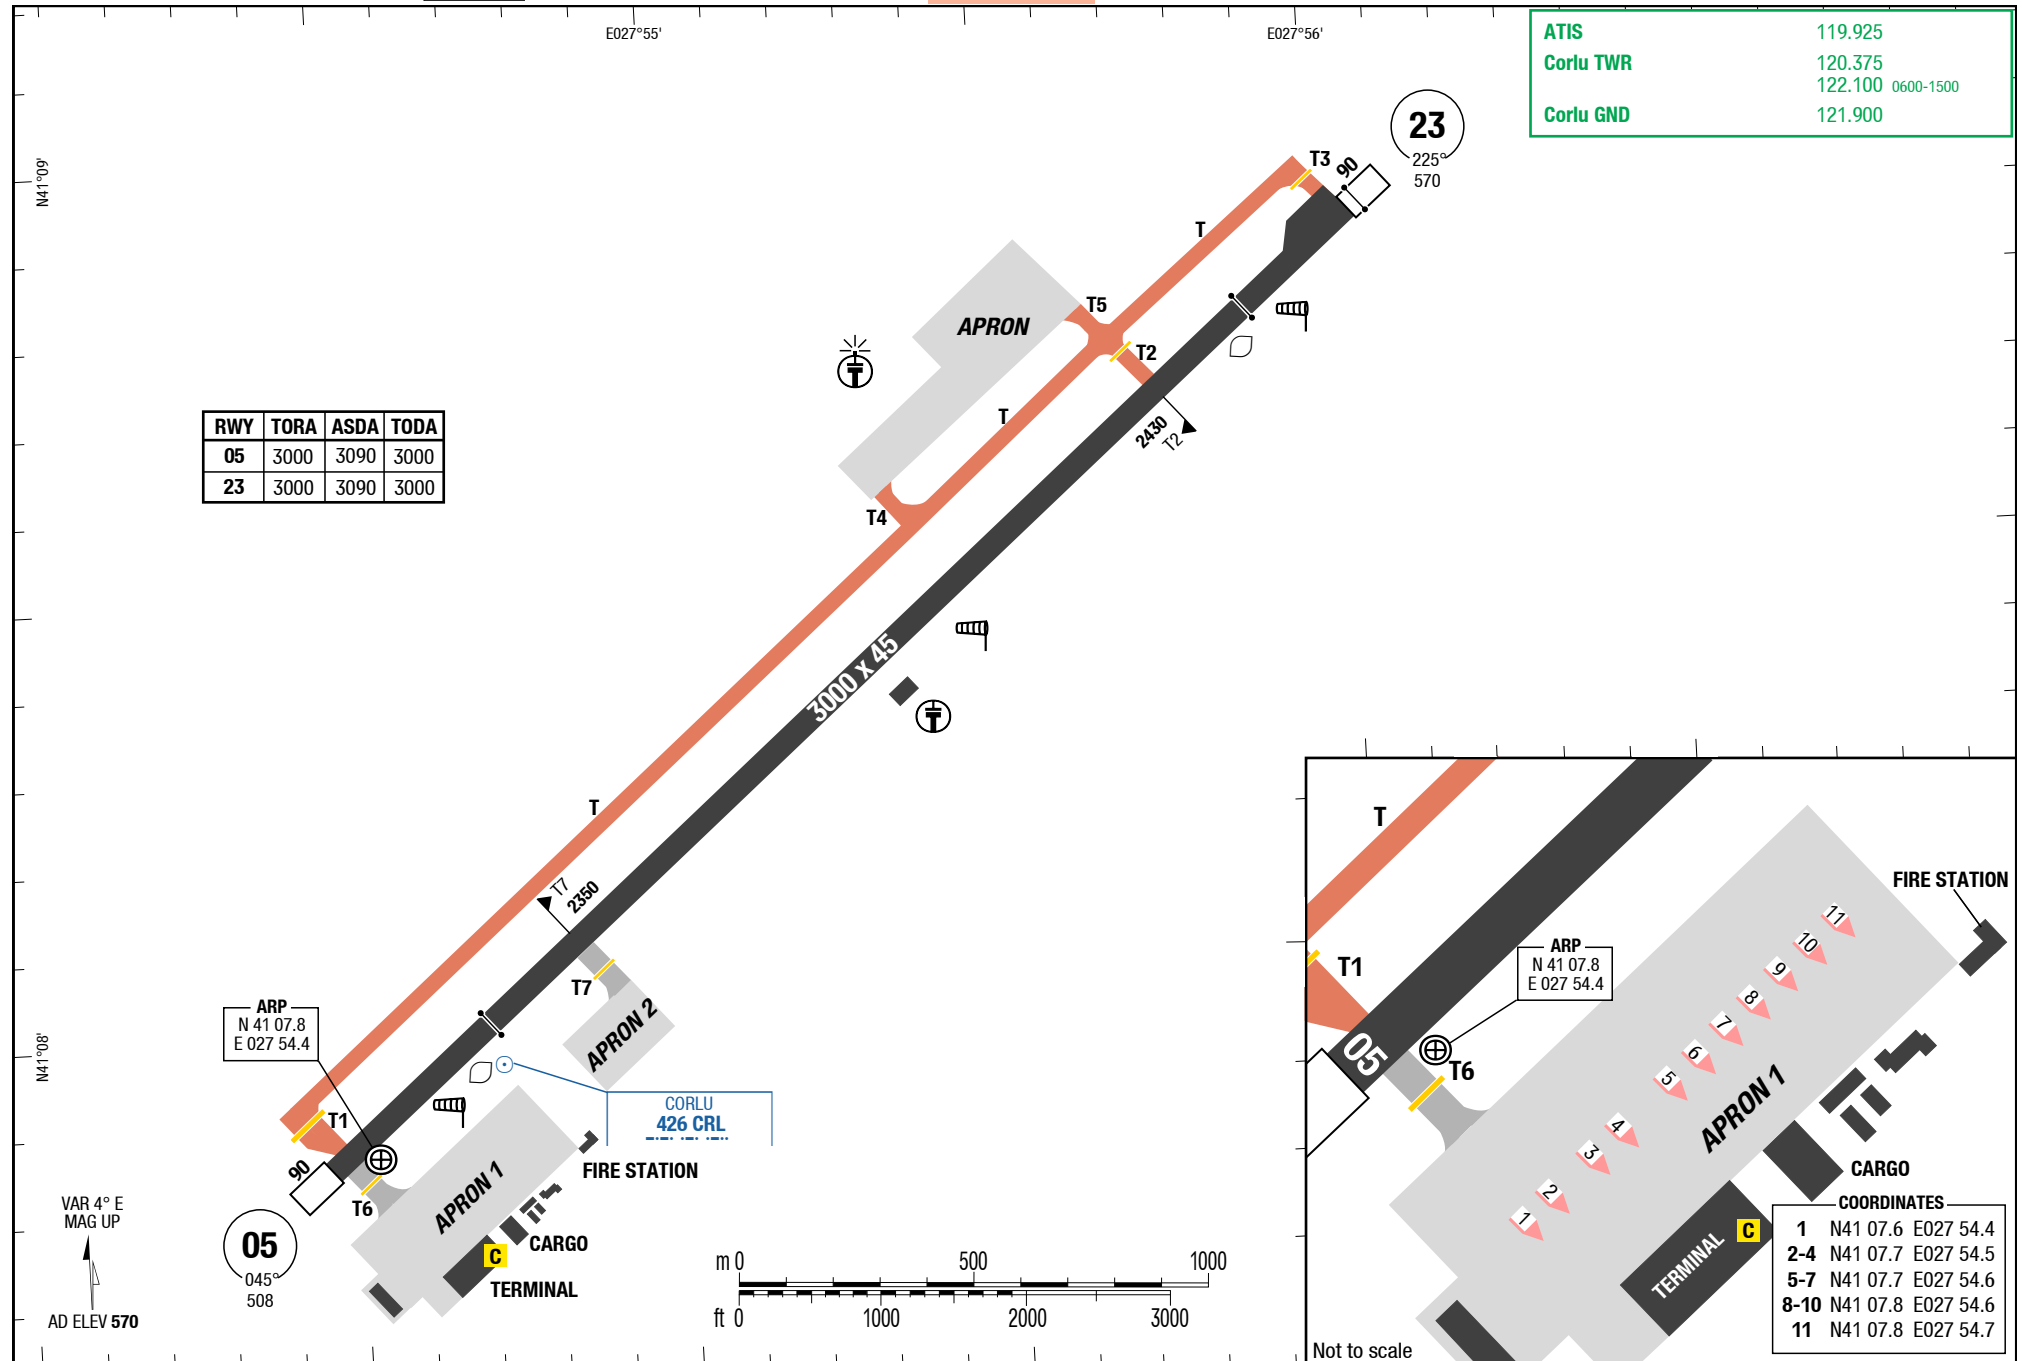 E027°55'
E027°56'
ATIS 119.925
Corlu TWR 120.375
122.100 0600-1500
Corlu GND 121.900
N41°09'
23
225°
570
90
T3
T
T5
APRON
T2
T
2430
T2
RWY TORA ASDA TODA
05 3000 3090 3000
23 3000 3090 3000
T4
3000 x 45
T
T7
2350
T7
APRON 2
ARP
N 41 07.8
E 027 54.4
N41°08'
CORLU
426 CRL
T1
90
T6
APRON 1
FIRE STATION
CARGO
C
TERMINAL
05
045°
508
VAR 4° E
MAG UP
AD ELEV 570
m 0 500 1000
ft 0 1000 2000 3000
T
FIRE STATION
T1
ARP
N 41 07.8
E 027 54.4
05
T6
11
10
9
8
7
6
5
4
3
2
1
APRON 1
CARGO
TERMINAL
C
COORDINATES
1 N41 07.6 E027 54.4
2-4 N41 07.7 E027 54.5
5-7 N41 07.7 E027 54.6
8-10 N41 07.8 E027 54.6
11 N41 07.8 E027 54.7
Not to scale